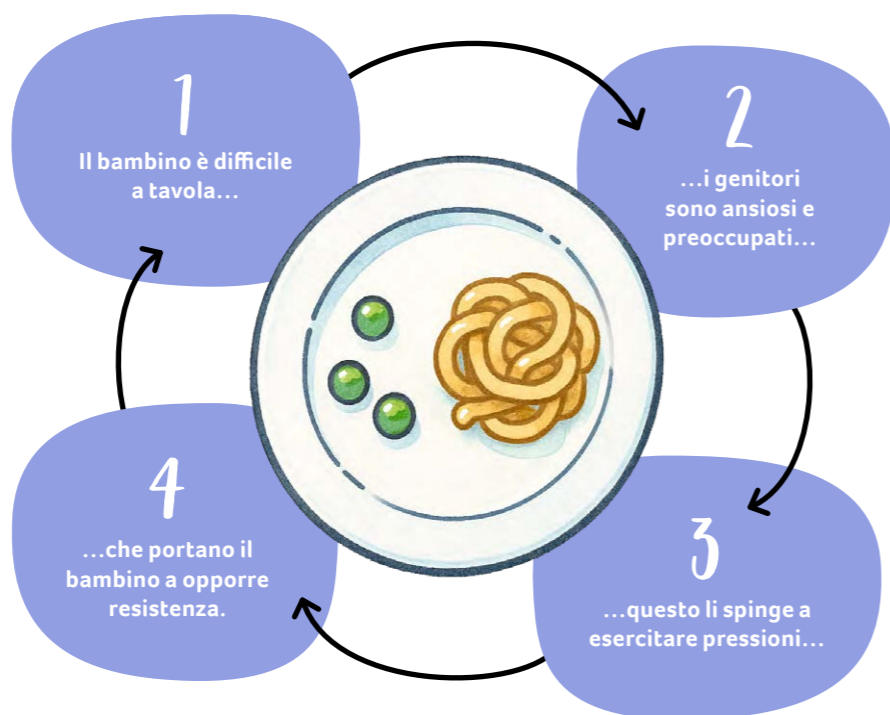 1
Il bambino è difficile
a tavola...
2
...i genitori
sono ansiosi e
preoccupati...
3
...questo li spinge a
esercitare pressioni...
4
...che portano il
bambino a opporre
resistenza.